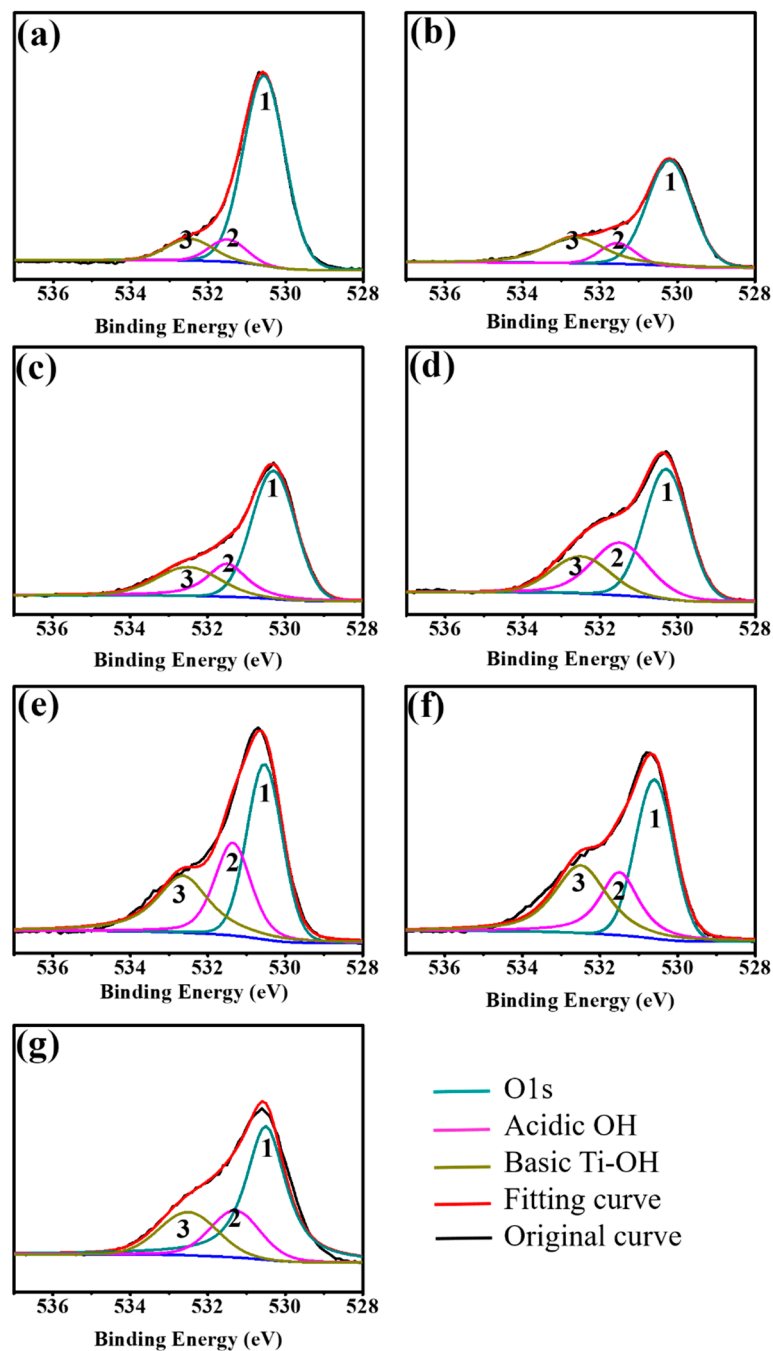 (a)
1
2
3
536 534 532 530 528
Binding Energy (eV)
(b)
1
2
3
536 534 532 530 528
Binding Energy (eV)
(c)
1
2
3
536 534 532 530 528
Binding Energy (eV)
(d)
1
2
3
536 534 532 530 528
Binding Energy (eV)
(e)
1
2
3
536 534 532 530 528
Binding Energy (eV)
(f)
1
2
3
536 534 532 530 528
Binding Energy (eV)
(g)
1
2
3
536 534 532 530 528
Binding Energy (eV)
O1s
Acidic OH
Basic Ti-OH
Fitting curve
Original curve